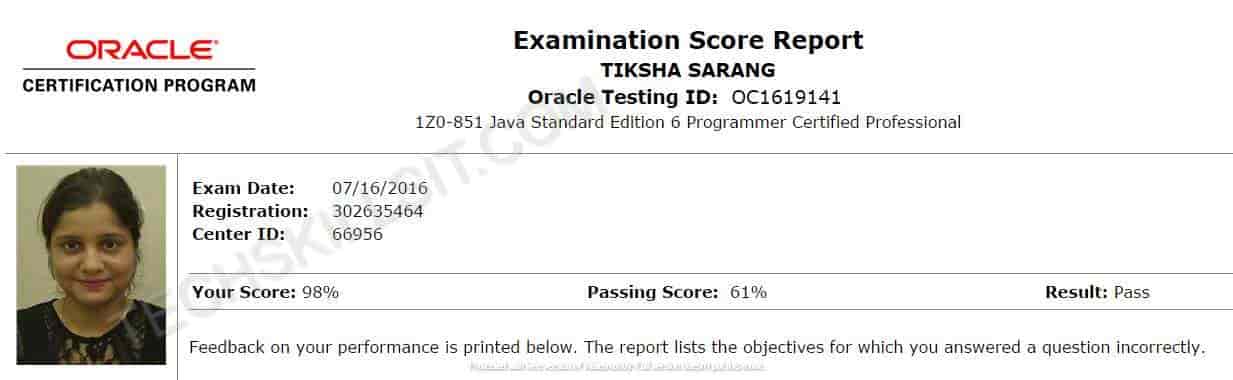 ORACLE
CERTIFICATION PROGRAM
Examination Score Report
TIKSHA SARANG
Oracle Testing ID: OC1619141
1Z0-851 Java Standard Edition 6 Programmer Certified Professional
Exam Date: 07/16/2016
Registration: 302635464
Center ID: 66956
Your Score: 98% Passing Score: 61% Result: Pass
Feedback on your performance is printed below. The report lists the objectives for which you answered a question incorrectly.